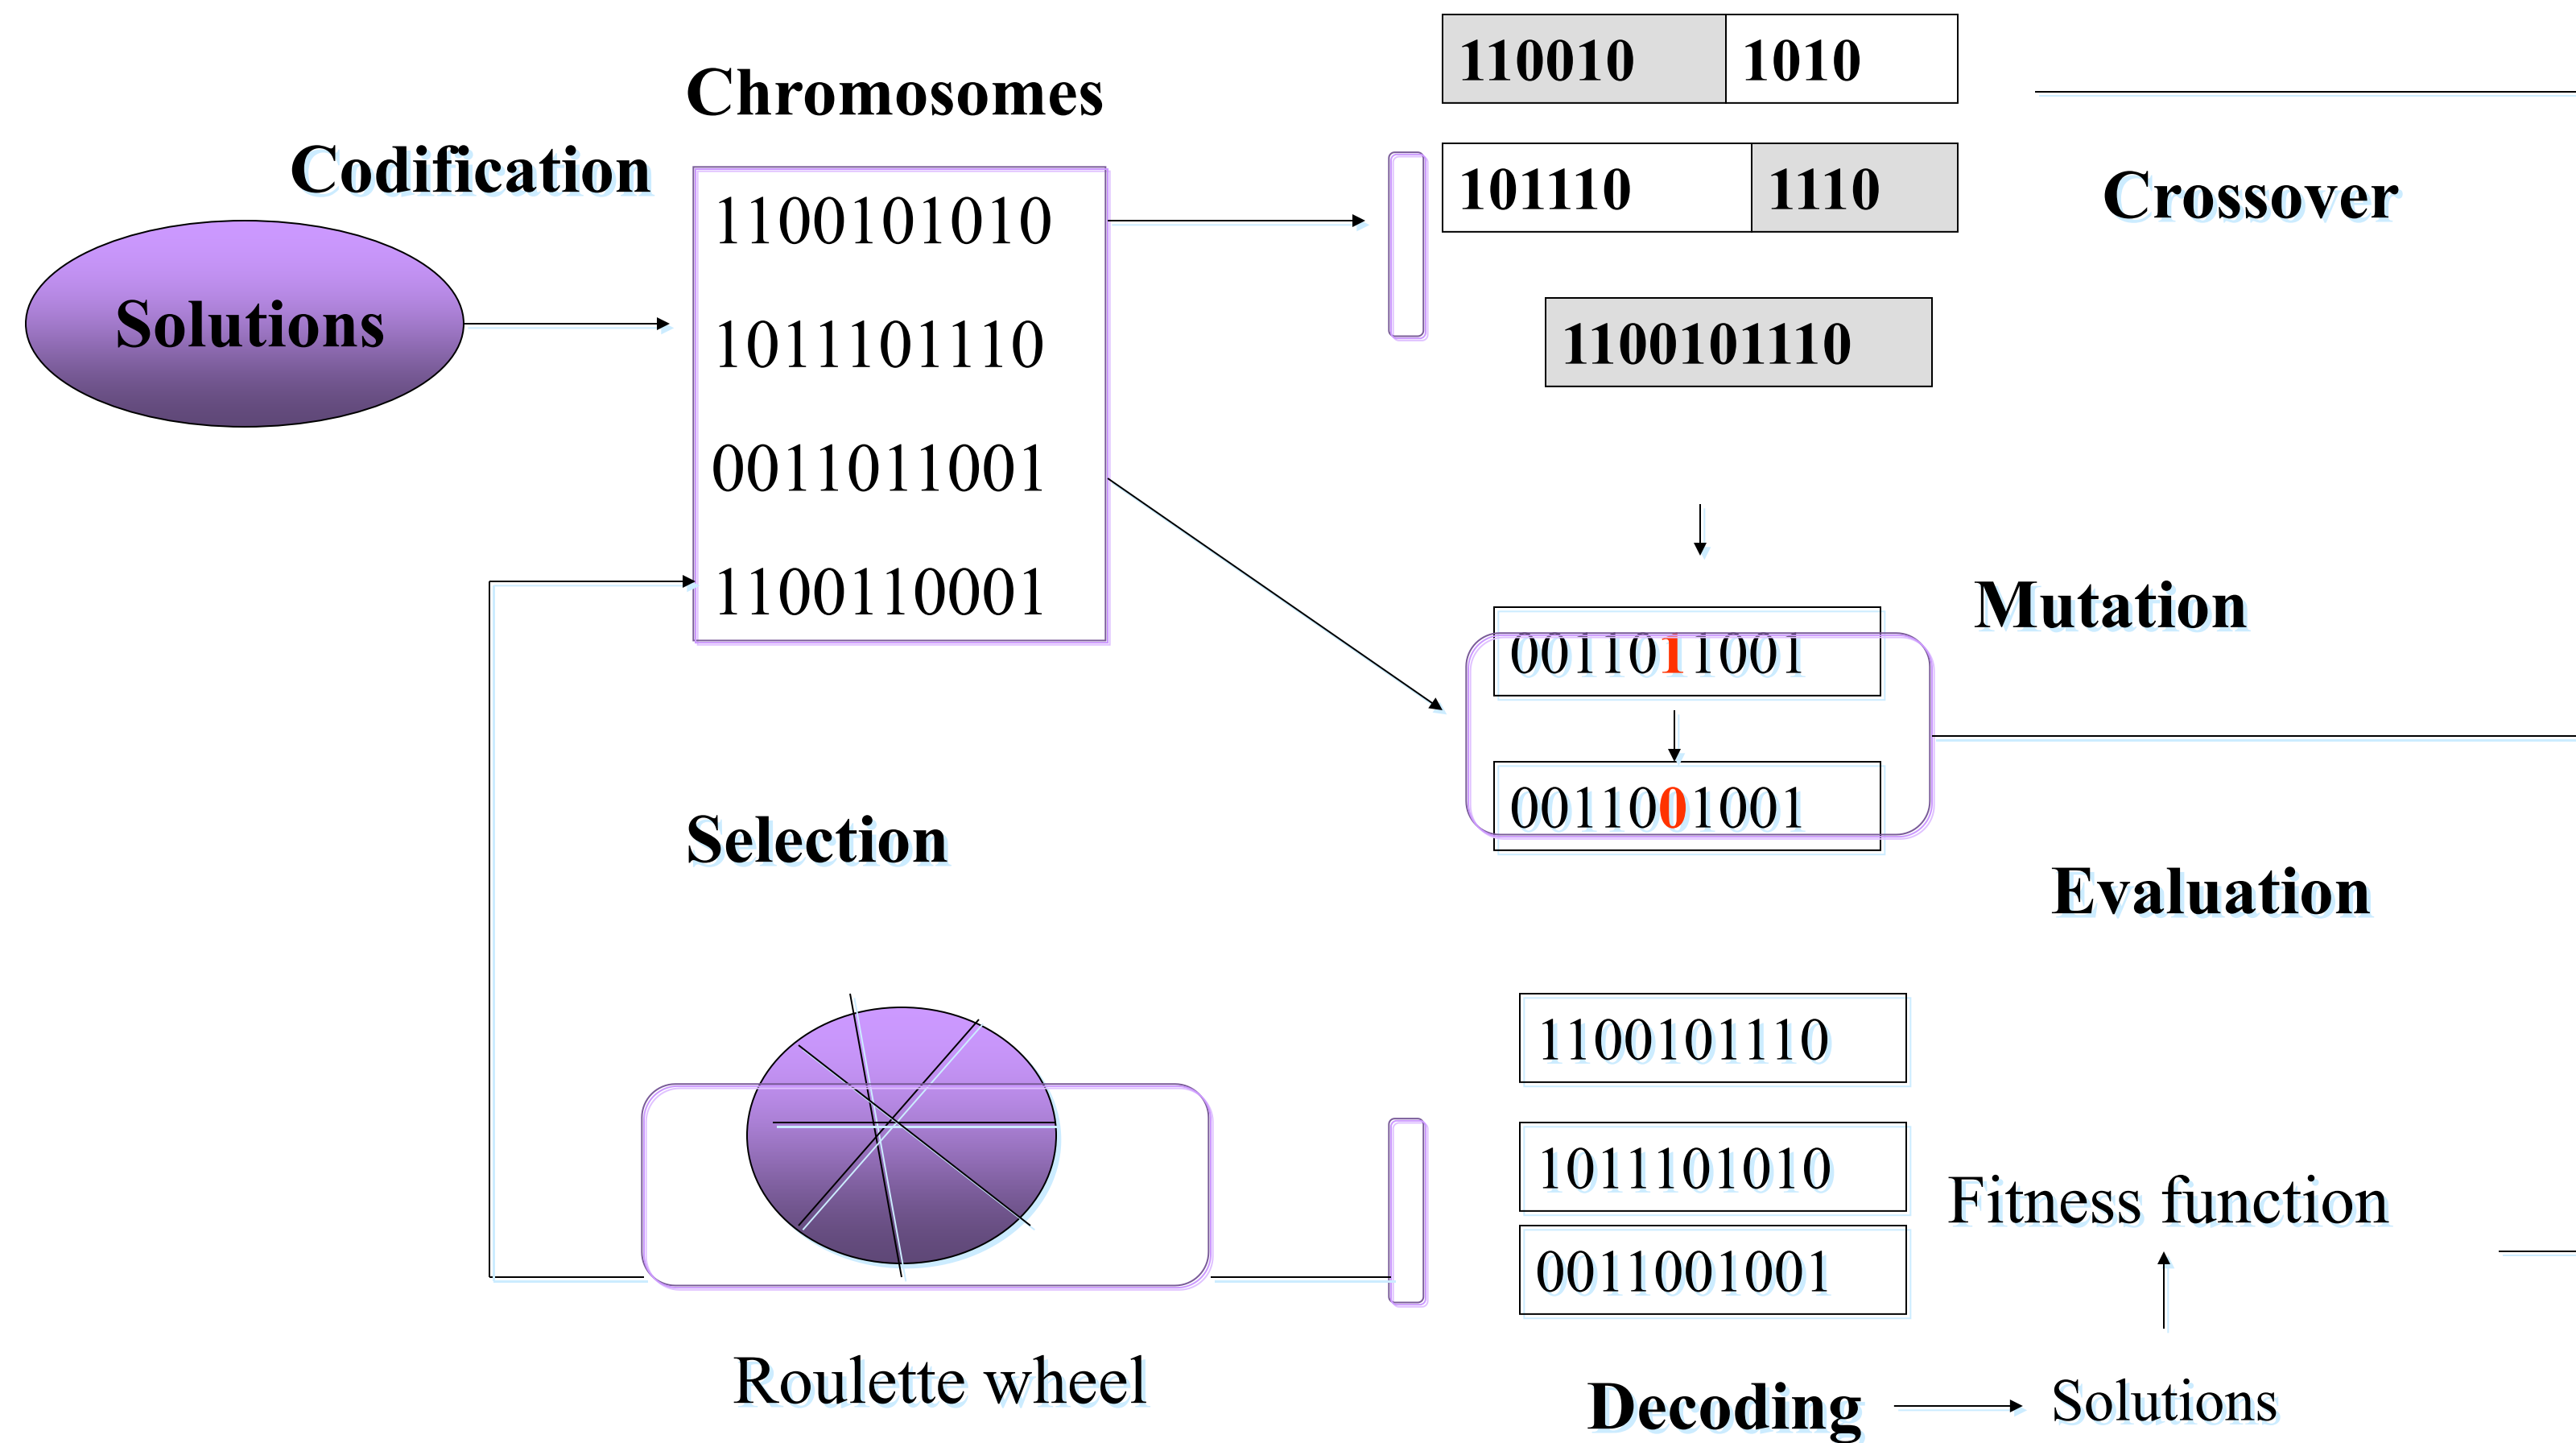 Chromosomes
Codification
Solutions
1100101010
1011101110
0011011001
1100110001
110010 1010
101110 1110
Crossover
1100101110
Mutation
0011011001
0011001001
Selection
Evaluation
1100101110
1011101010
0011001001
Fitness function
Roulette wheel
Decoding
Solutions